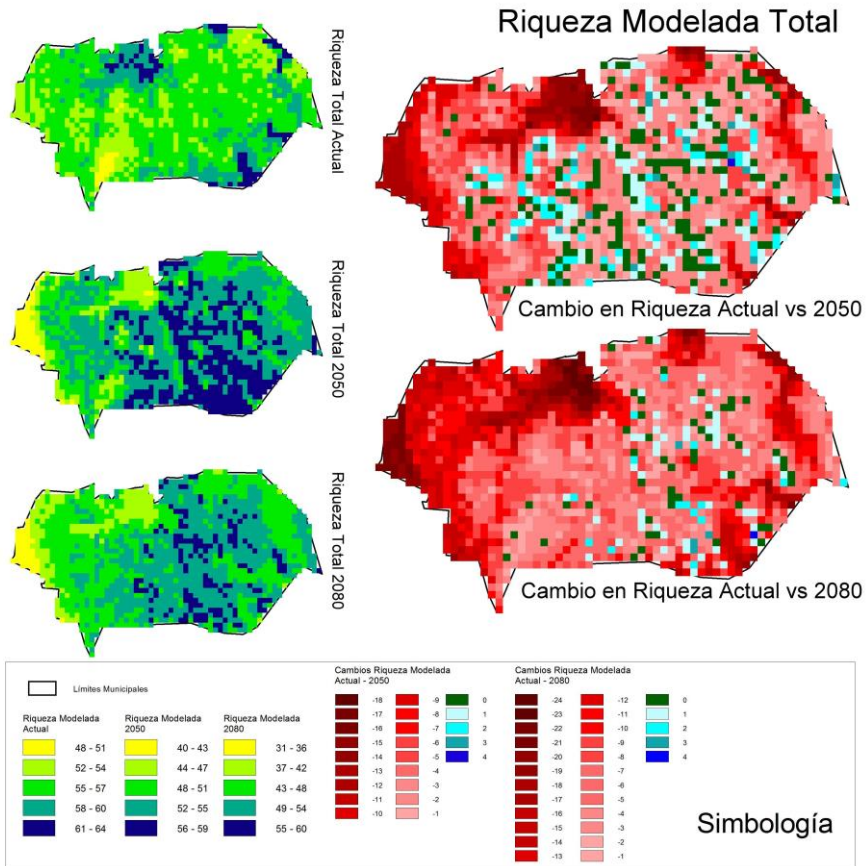 Riqueza Modelada Total
Riqueza Total Actual
Cambio en Riqueza Actual vs 2050
Riqueza Total 2050
Cambio en Riqueza Actual vs 2080
Riqueza Total 2080
Límites Municipales
Riqueza Modelada
Actual
48 - 51
52 - 54
55 - 57
58 - 60
61 - 64
Riqueza Modelada
2050
40 - 43
44 - 47
48 - 51
52 - 55
56 - 59
Riqueza Modelada
2080
31 - 36
37 - 42
43 - 48
49 - 54
55 - 60
Cambios Riqueza Modelada
Actual - 2050
-18
-17
-16
-15
-14
-13
-12
-11
-10
-9
-8
-7
-6
-5
-4
-3
-2
-1
0
1
2
3
4
Cambios Riqueza Modelada
Actual - 2080
-24
-23
-22
-21
-20
-19
-18
-17
-16
-15
-14
-13
-12
-11
-10
-9
-8
-7
-6
-5
-4
-3
-2
-1
0
1
2
3
4
Simbología